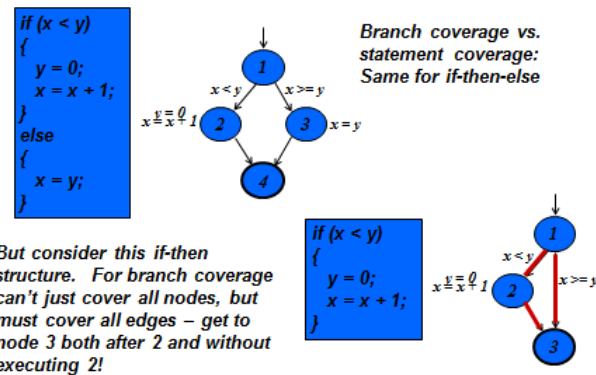 if (x < y)
{
y = 0;
x = x + 1;
}
else
{
x = y;
}
1
x < y
x >= y
y = 0
x = x + 1
2
3
x = y
4
Branch coverage vs.
statement coverage:
Same for if-then-else
But consider this if-then
structure. For branch coverage
can't just cover all nodes, but
must cover all edges – get to
node 3 both after 2 and without
executing 2!
if (x < y)
{
y = 0;
x = x + 1;
}
1
x < y
x >= y
y = 0
x = x + 1
2
3